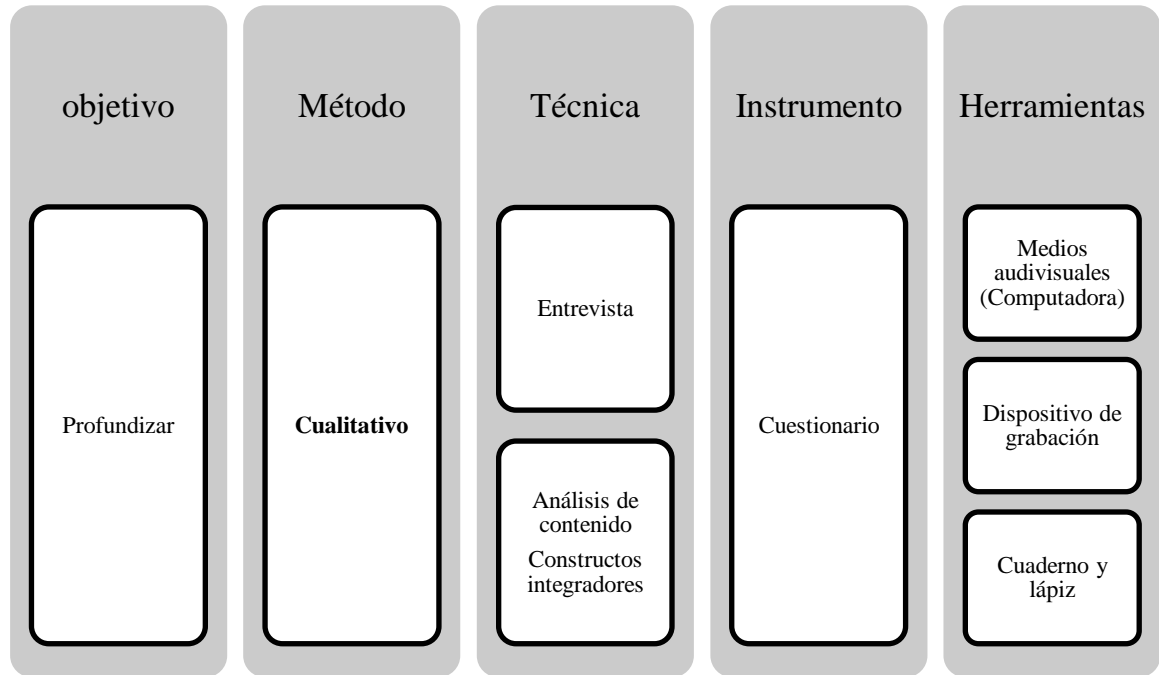 objetivo
Profundizar
Método
Cualitativo
Técnica
Entrevista
Análisis de
contenido
Constructos
integradores
Instrumento
Cuestionario
Herramientas
Medios
audivisuales
(Computadora)
Dispositivo de
grabación
Cuaderno y
lápiz